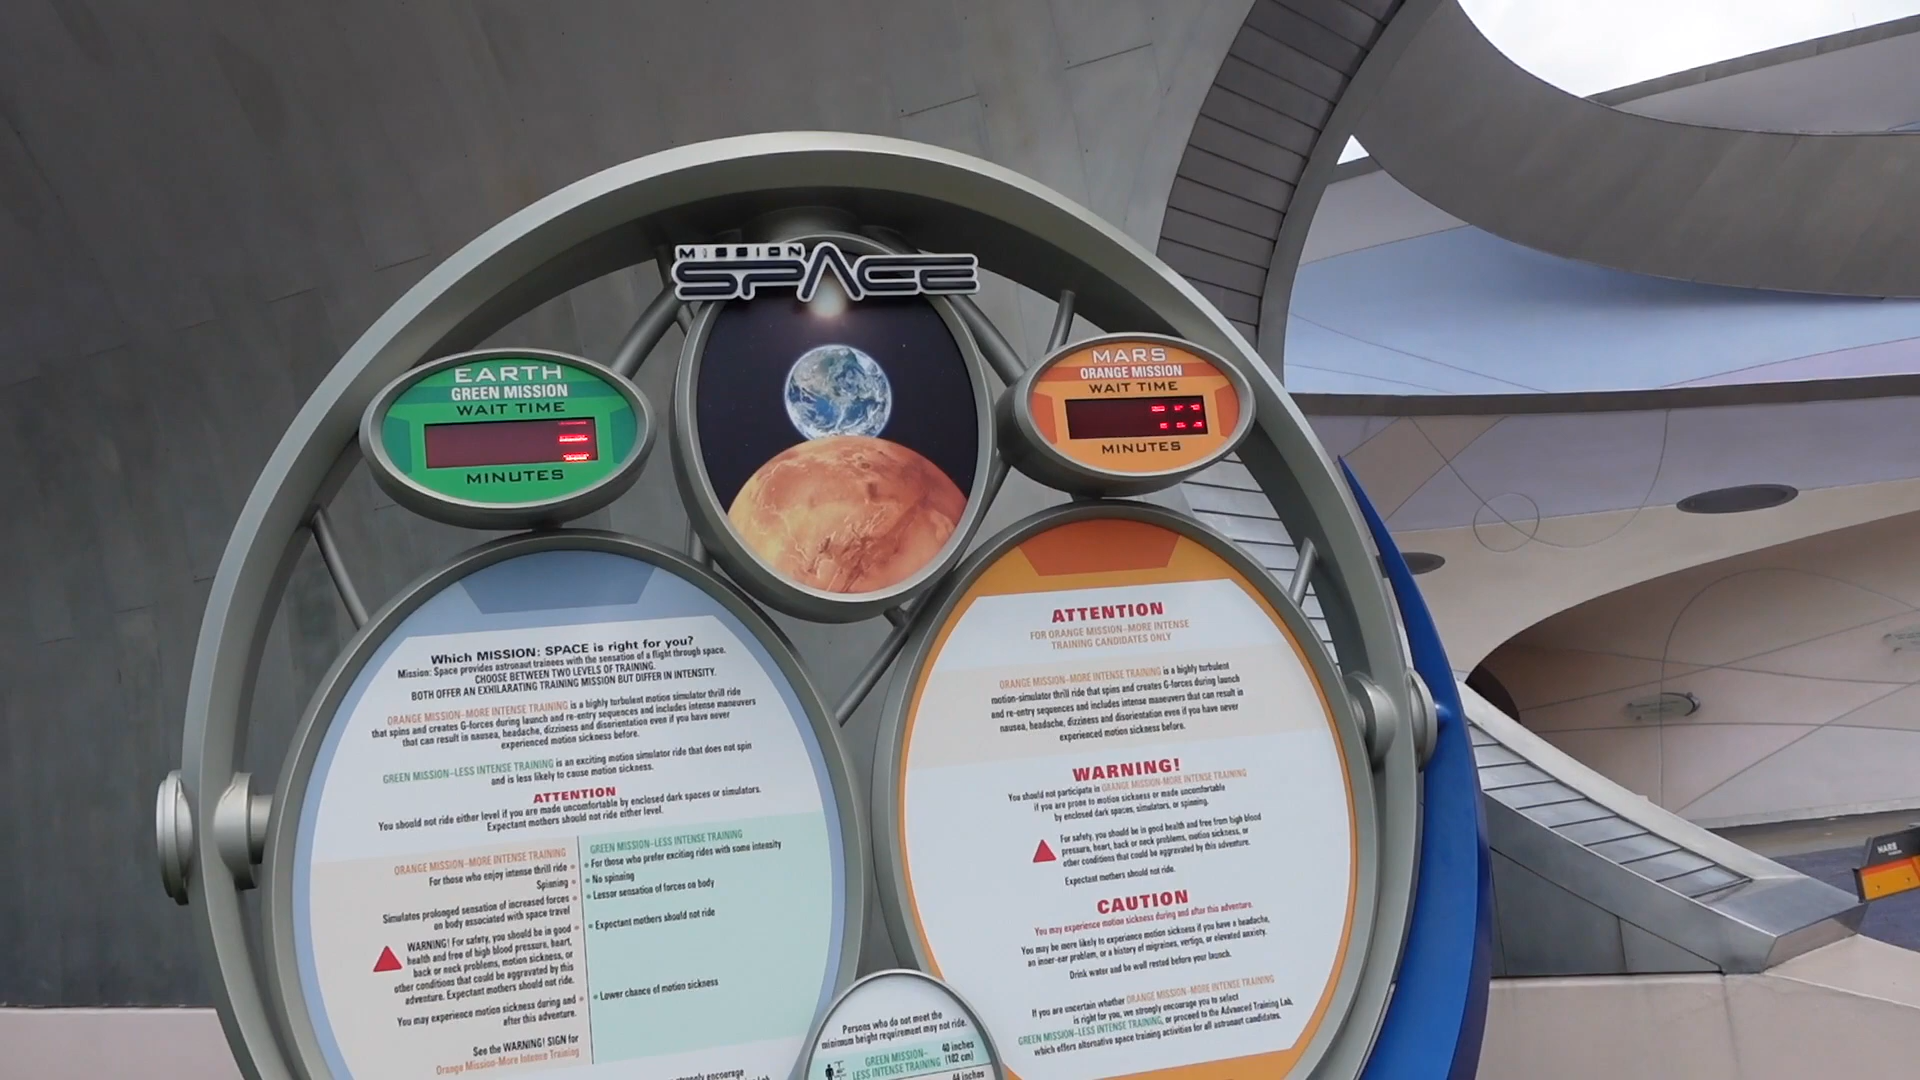 MISSION
SPACE
EARTH
GREEN MISSION
WAIT TIME
MINUTES
MARS
ORANGE MISSION
WAIT TIME
MINUTES
Which MISSION: SPACE is right for you?
Mission: Space provides astronaut trainees with the sensation of a flight through space.
CHOOSE BETWEEN TWO LEVELS OF TRAINING.
BOTH OFFER AN EXHILARATING TRAINING MISSION BUT DIFFER IN INTENSITY.
ORANGE MISSION–MORE INTENSE TRAINING is a highly turbulent motion simulator thrill ride
that spins and creates G-forces during launch and re-entry sequences and includes intense maneuvers
that can result in nausea, headache, dizziness and disorientation even if you have never
experienced motion sickness before.
GREEN MISSION–LESS INTENSE TRAINING is an exciting motion simulator ride that does not spin
and is less likely to cause motion sickness.
ATTENTION
You should not ride either level if you are made uncomfortable by enclosed dark spaces or simulators.
Expectant mothers should not ride either level.
ORANGE MISSION–MORE INTENSE TRAINING
For those who enjoy intense thrill ride •
Spinning •
Simulates prolonged sensation of increased forces •
on body associated with space travel
WARNING! For safety, you should be in good •
health and free of high blood pressure, heart,
back or neck problems, motion sickness, or
other conditions that could be aggravated by this
adventure. Expectant mothers should not ride.
You may experience motion sickness during and •
after this adventure.
See the WARNING! SIGN for
Orange Mission-More Intense Training
GREEN MISSION–LESS INTENSE TRAINING
• For those who prefer exciting rides with some intensity
• No spinning
• Lessor sensation of forces on body
• Expectant mothers should not ride
• Lower chance of motion sickness
strongly encourage
ATTENTION
FOR ORANGE MISSION–MORE INTENSE
TRAINING CANDIDATES ONLY
ORANGE MISSION–MORE INTENSE TRAINING is a highly turbulent
motion-simulator thrill ride that spins and creates G-forces during launch
and re-entry sequences and includes intense maneuvers that can result in
nausea, headache, dizziness and disorientation even if you have never
experienced motion sickness before.
WARNING!
You should not participate in ORANGE MISSION–MORE INTENSE TRAINING
if you are prone to motion sickness or made uncomfortable
by enclosed dark spaces, simulators, or spinning.
For safety, you should be in good health and free from high blood
pressure, heart, back or neck problems, motion sickness, or
other conditions that could be aggravated by this adventure.
Expectant mothers should not ride.
CAUTION
You may experience motion sickness during and after this adventure.
You may be more likely to experience motion sickness if you have a headache,
an inner-ear problem, or a history of migraines, vertigo, or elevated anxiety.
Drink water and be well rested before your launch.
If you are uncertain whether ORANGE MISSION–MORE INTENSE TRAINING
is right for you, we strongly encourage you to select
GREEN MISSION–LESS INTENSE TRAINING, or proceed to the Advanced Training Lab,
which offers alternative space training activities for all astronaut candidates.
Persons who do not meet the
minimum height requirement may not ride.
GREEN MISSION–
LESS INTENSE TRAINING
40 inches
(102 cm)
44 inches
MARS